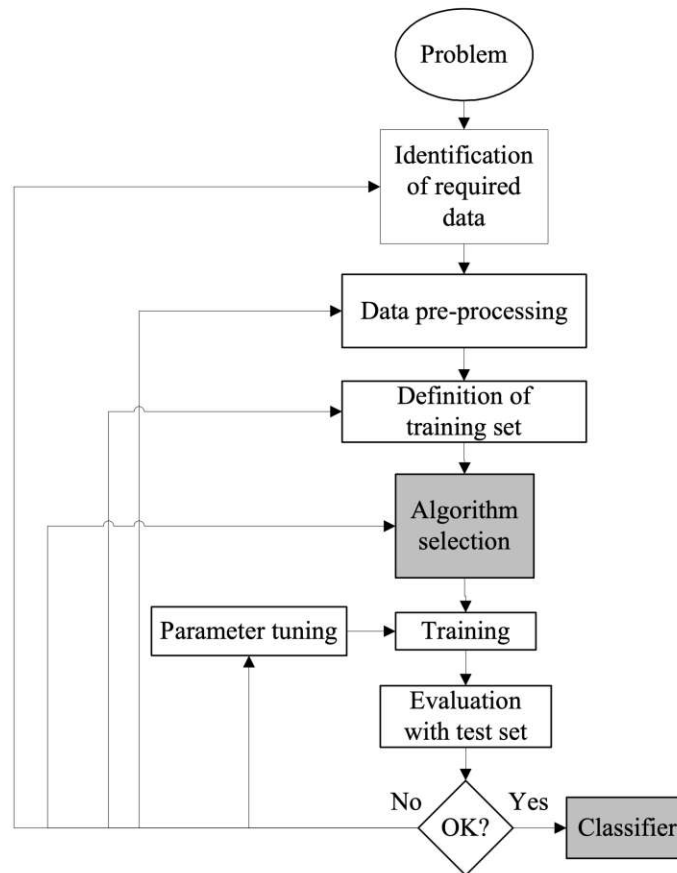 Problem
Identification
of required
data
Data pre-processing
Definition of
training set
Algorithm
selection
Parameter tuning
Training
Evaluation
with test set
No
Yes
OK?
Classifier